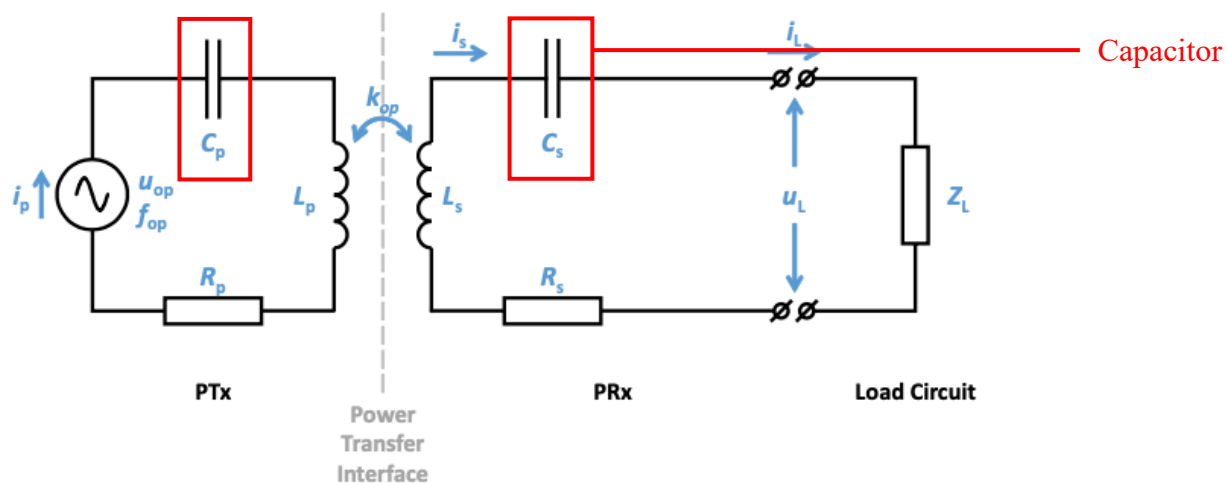 Capacitor
i_s
i_L
k_op
C_p
C_s
i_p
u_op
f_op
L_p
L_s
u_L
Z_L
R_p
R_s
PTx
PRx
Load Circuit
Power
Transfer
Interface